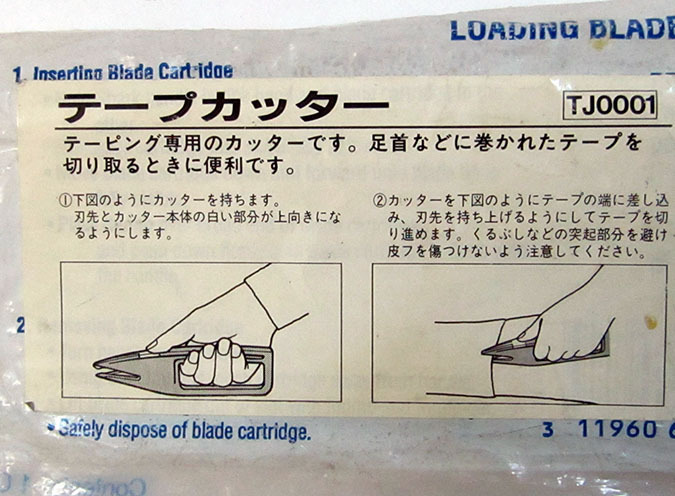 LOADING BLADE
1. Inserting Blade Cartridge
テープカッター
TJ0001
テーピング専用のカッターです。足首などに巻かれたテープを
切り取るときに便利です。
①下図のようにカッターを持ちます。
刃先とカッター本体の白い部分が上向きにな
るようにします。
②カッターを下図のようにテープの端に差し込
み、刃先を持ち上げるようにしてテープを切
り進めます。くるぶしなどの突起部分を避け
皮フを傷つけないよう注意してください。
2
• Safely dispose of blade cartridge.
3 11960 6